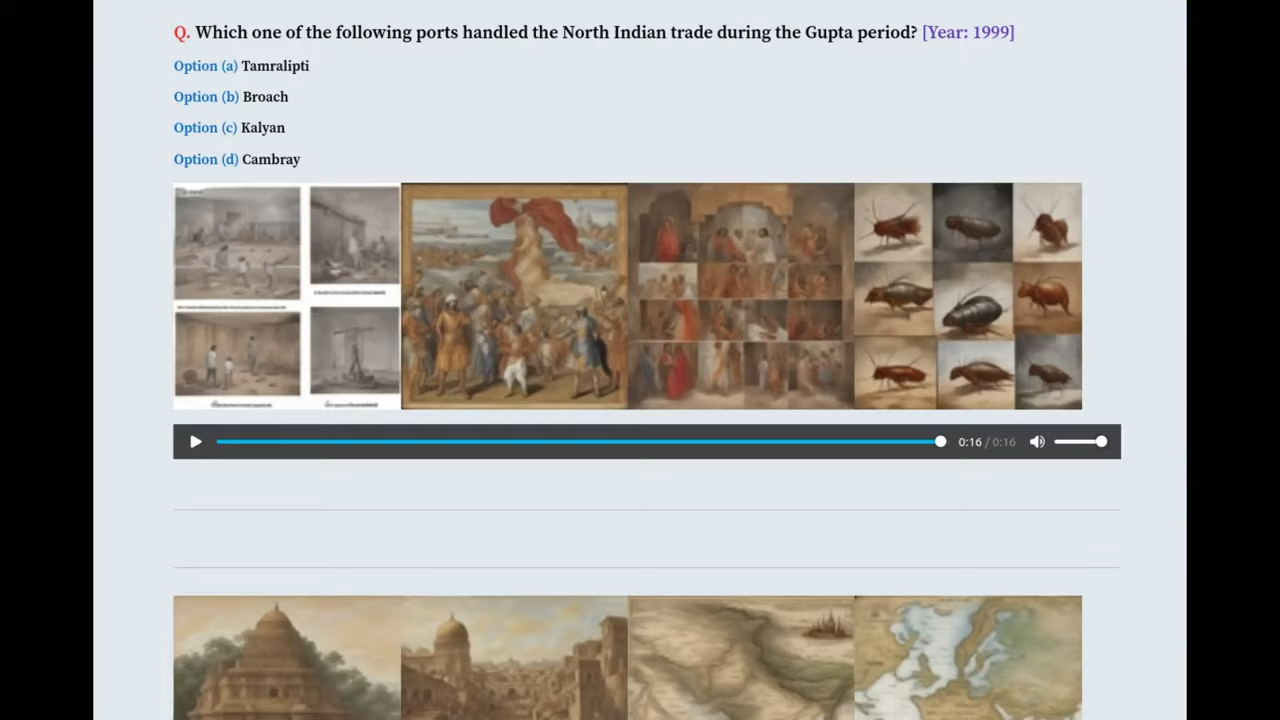 Q. Which one of the following ports handled the North Indian trade during the Gupta period? [Year: 1999]
Option (a) Tamralipti
Option (b) Broach
Option (c) Kalyan
Option (d) Cambray
0:16 / 0:16